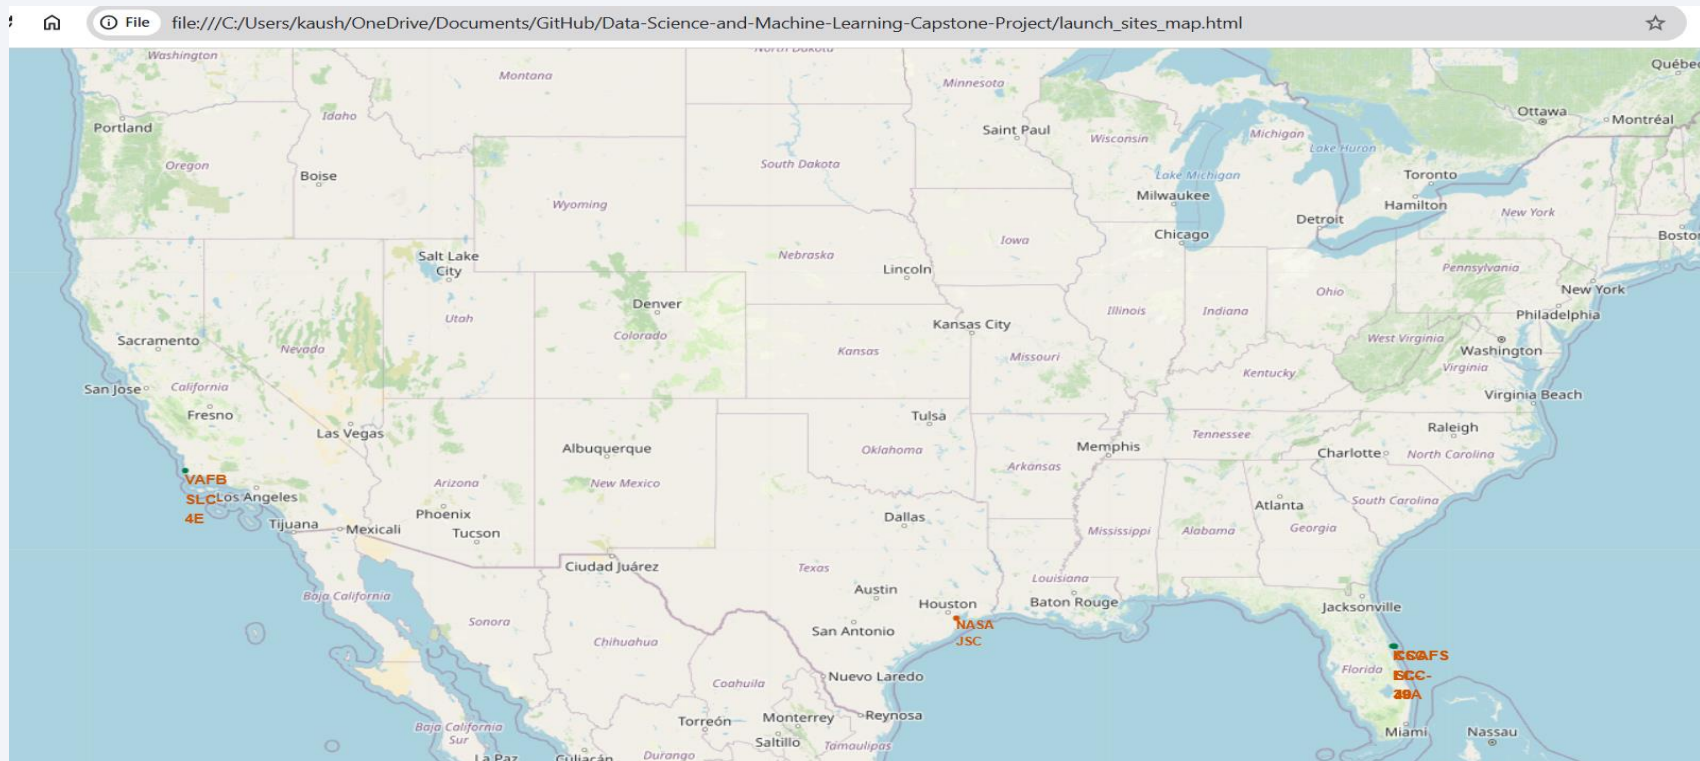 File
file:///C:/Users/kaush/OneDrive/Documents/GitHub/Data-Science-and-Machine-Learning-Capstone-Project/launch_sites_map.html
North Dakota
Washington
Québec
Montana
Minnesota
Ottawa
Idaho
Montréal
Portland
Saint Paul
Wisconsin
Michigan
Lake Huron
Oregon
South Dakota
Boise
Lake Michigan
Toronto
Milwaukee
Wyoming
Hamilton
Detroit
New York
Chicago
Boston
Iowa
Salt Lake
City
Nebraska
Lincoln
Pennsylvania
New York
Ohio
Denver
Illinois
Indiana
Philadelphia
Utah
Kansas City
Colorado
Sacramento
Nevada
Kansas
Missouri
West Virginia
Washington
Virginia
Kentucky
San Jose
California
Virginia Beach
Fresno
Tulsa
Las Vegas
Raleigh
Tennessee
Albuquerque
Oklahoma
Memphis
Charlotte
North Carolina
Arkansas
VAFB
SLC-
4E
Los Angeles
Arizona
New Mexico
South Carolina
Atlanta
Phoenix
Dallas
Tijuana
Mexicali
Tucson
Mississippi
Alabama
Georgia
Ciudad Juárez
Texas
Louisiana
Baja California
Austin
Houston
Baton Rouge
Jacksonville
Sonora
NASA
JSC
San Antonio
Chihuahua
Florida
Nuevo Laredo
Coahuila
Reynosa
Torreón
Monterrey
Baja California
Sur
Saltillo
Tamaulipas
Miami
Nassau
La Paz
Culiacán
Durango